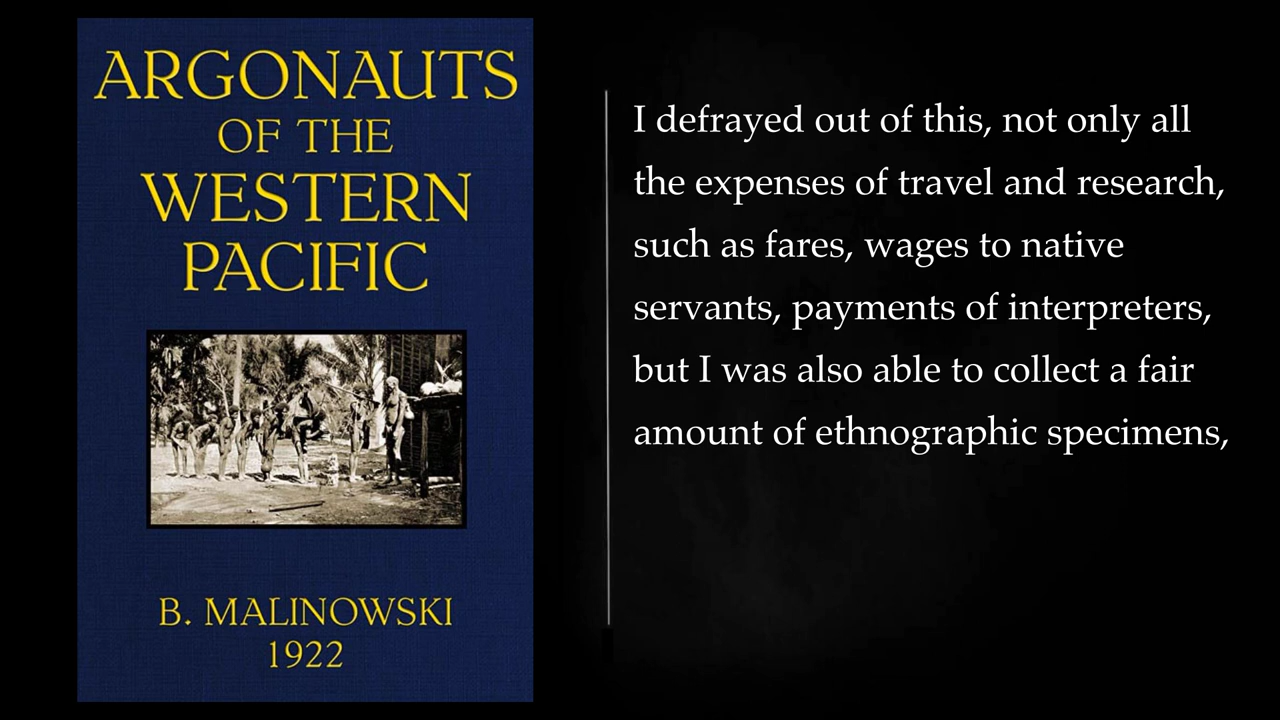 ARGONAUTS
OF THE
WESTERN
PACIFIC
B. MALINOWSKI
1922
I defrayed out of this, not only all
the expenses of travel and research,
such as fares, wages to native
servants, payments of interpreters,
but I was also able to collect a fair
amount of ethnographic specimens,